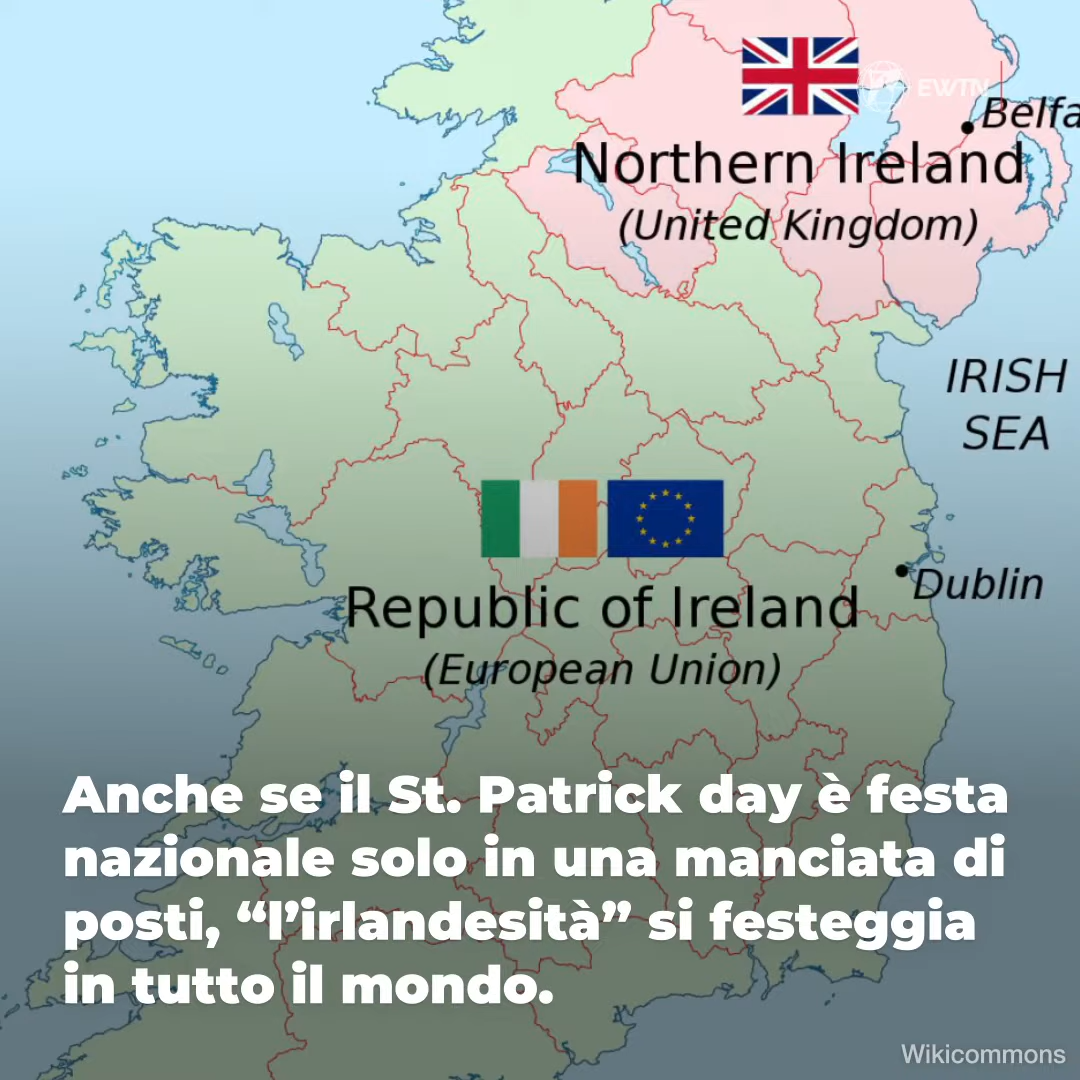 EWTN
Belfa
Northern Ireland
(United Kingdom)
IRISH
SEA
Dublin
Republic of Ireland
(European Union)
Anche se il St. Patrick day è festa
nazionale solo in una manciata di
posti, “l’irlandesità” si festeggia
in tutto il mondo.
Wikicommons